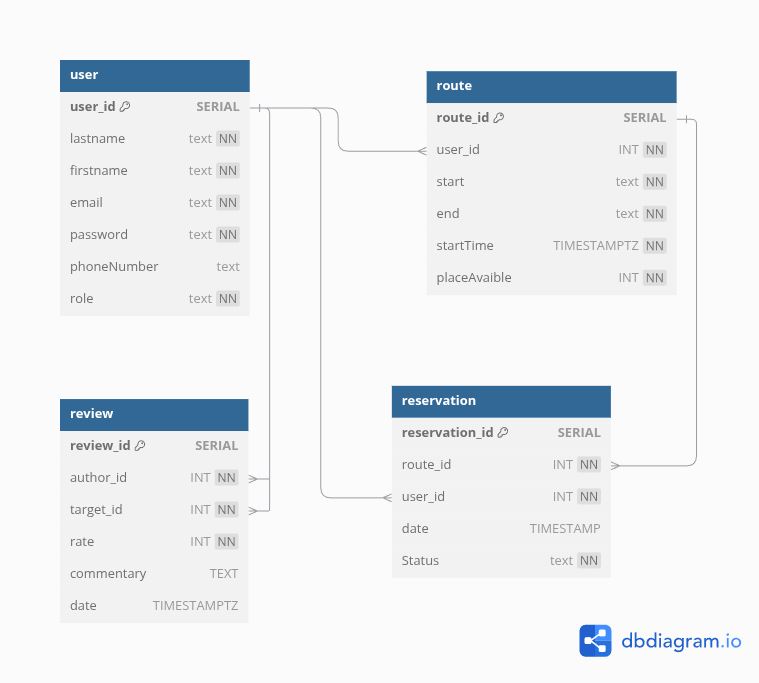 user
user_id SERIAL
lastname text NN
firstname text NN
email text NN
password text NN
phoneNumber text
role text NN
route
route_id SERIAL
user_id INT NN
start text NN
end text NN
startTime TIMESTAMPTZ NN
placeAvaible INT NN
review
review_id SERIAL
author_id INT NN
target_id INT NN
rate INT NN
commentary TEXT
date TIMESTAMPTZ
reservation
reservation_id SERIAL
route_id INT NN
user_id INT NN
date TIMESTAMP
Status text NN
dbdiagram.io